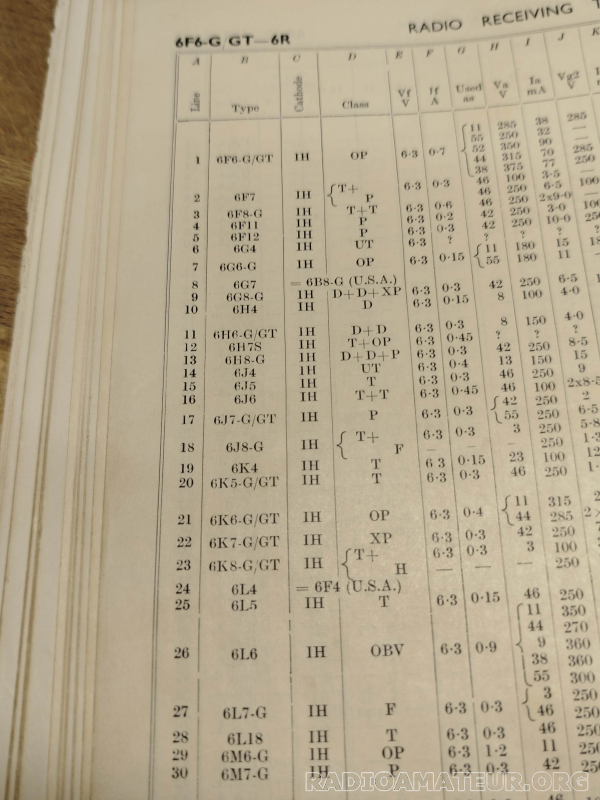 RADIO RECEIVING
6F6-G/GT—6R
A B C D E F G H I J K
Line Type Cathode Class Vf V If A Used as Va V Ia mA Vg2 V
11 285 38 285
55 250 32 —
1 6F6-G/GT IH OP 6·3 0·7 52 350 90 —
44 315 70 285
38 375 77 250
2 6F7 IH T+ 6·3 0·3 46 100 3·5 —
P 46 250 6·5 100
3 6F8-G IH T+T 6·3 0·6 46 250 2x9·0 —
4 6F11 IH P 6·3 0·2 42 250 3·0 100
5 6F12 IH P 6·3 0·3 42 250 10·0 250
6 6G4 IH UT 6·3 ? ? ? ? ?
7 6G6-G IH OP 6·3 0·15 11 180 15
55 180 11 —
8 6G7 = 6B8-G (U.S.A.)
9 6G8-G IH D+D+XP 6·3 0·3 42 250 6·5
10 6H4 IH D 6·3 0·15 8 100 4·0
11 6H6-G/GT IH D+D 6·3 0·3 8 150 4·0
12 6H7S IH T+OP 6·3 0·45 ? ? ?
13 6H8-G IH D+D+P 6·3 0·3 42 250 8·5
14 6J4 IH UT 6·3 0·4 13 150 15
15 6J5 IH T 6·3 0·3 46 250 9
16 6J6 IH T+T 6·3 0·45 46 100 2x8·5
17 6J7-G/GT IH P 6·3 0·3 42 250 2
55 250 6·5
18 6J8-G IH T+ 6·3 0·3 3 250 5·8
F — — — 250 1·3
19 6K4 IH T 6·3 0·15 23 100
20 6K5-G/GT IH T 6·3 0·3 46 250
21 6K6-G/GT IH OP 6·3 0·4 11 315
44 285
22 6K7-G/GT IH XP 6·3 0·3 42 250
23 6K8-G/GT IH T+ 6·3 0·3 3 100
H — — — 250
24 6L4 = 6F4 (U.S.A.)
25 6L5 IH T 6·3 0·15 46 250
11 350
44 270
26 6L6 IH OBV 6·3 0·9 9 360
38 360
55 300
27 6L7-G IH F 6·3 0·3 3 250
46 250
28 6L18 IH T 6·3 0·3 46
29 6M6-G IH OP 6·3 1·2 11 250
30 6M7-G IH P 6·3 0·3 42 250
RADIOAMATEUR.ORG